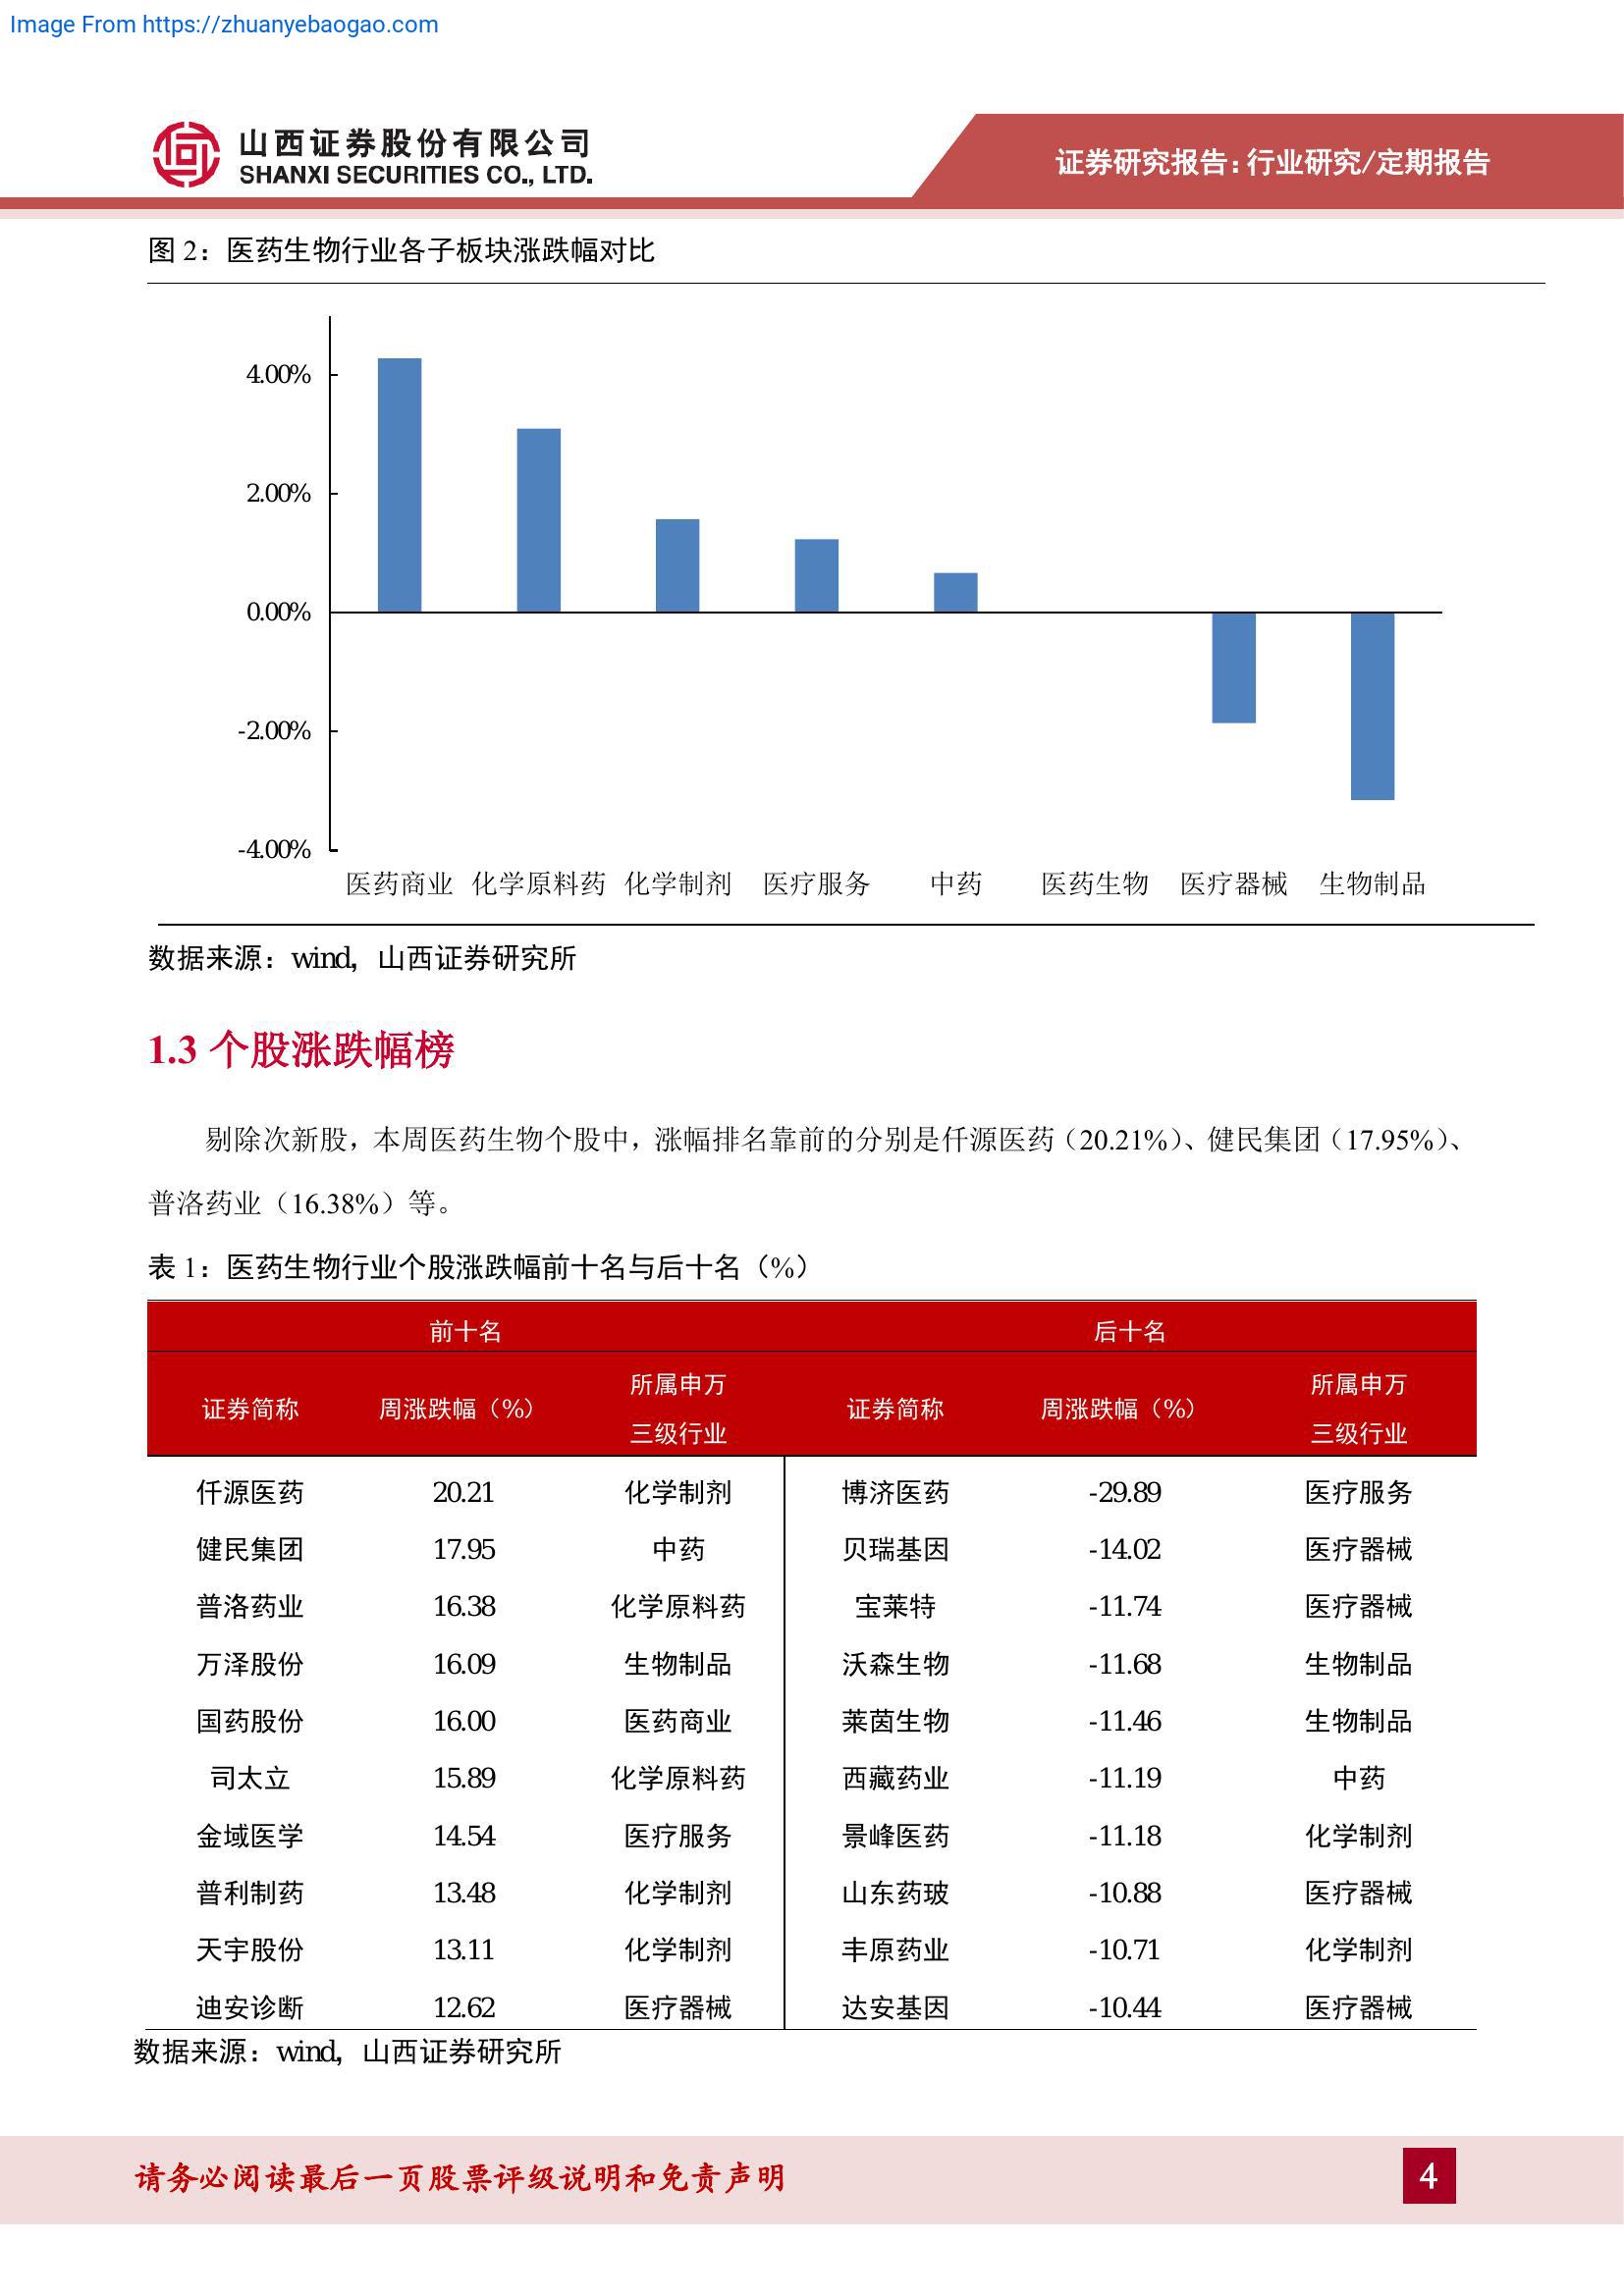 Image From https://zhuanyebaogao.com
山西证券股份有限公司
SHANXI SECURITIES CO., LTD.
证券研究报告：行业研究/定期报告
图 2：医药生物行业各子板块涨跌幅对比
4.00%
2.00%
0.00%
-2.00%
-4.00%
医药商业 化学原料药 化学制剂 医疗服务 中药 医药生物 医疗器械 生物制品
数据来源：wind，山西证券研究所
1.3 个股涨跌幅榜
剔除次新股，本周医药生物个股中，涨幅排名靠前的分别是仟源医药（20.21%）、健民集团（17.95%）、
普洛药业（16.38%）等。
表 1：医药生物行业个股涨跌幅前十名与后十名（%）
前十名 后十名
证券简称 周涨跌幅（%） 所属申万三级行业 证券简称 周涨跌幅（%） 所属申万三级行业
仟源医药 20.21 化学制剂 博济医药 -29.89 医疗服务
健民集团 17.95 中药 贝瑞基因 -14.02 医疗器械
普洛药业 16.38 化学原料药 宝莱特 -11.74 医疗器械
万泽股份 16.09 生物制品 沃森生物 -11.68 生物制品
国药股份 16.00 医药商业 莱茵生物 -11.46 生物制品
司太立 15.89 化学原料药 西藏药业 -11.19 中药
金域医学 14.54 医疗服务 景峰医药 -11.18 化学制剂
普利制药 13.48 化学制剂 山东药玻 -10.88 医疗器械
天宇股份 13.11 化学制剂 丰原药业 -10.71 化学制剂
迪安诊断 12.62 医疗器械 达安基因 -10.44 医疗器械
数据来源：wind，山西证券研究所
请务必阅读最后一页股票评级说明和免责声明
4